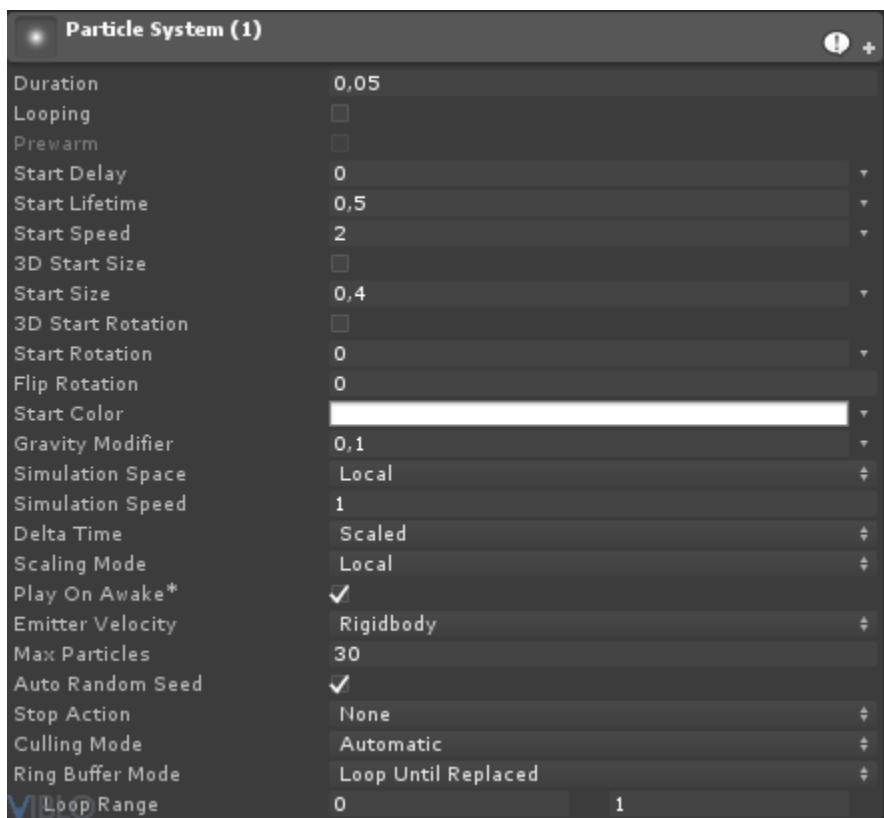 Particle System (1)
Duration 0,05
Looping
Prewarm
Start Delay 0
Start Lifetime 0,5
Start Speed 2
3D Start Size
Start Size 0,4
3D Start Rotation
Start Rotation 0
Flip Rotation 0
Start Color
Gravity Modifier 0,1
Simulation Space Local
Simulation Speed 1
Delta Time Scaled
Scaling Mode Local
Play On Awake*
Emitter Velocity Rigidbody
Max Particles 30
Auto Random Seed
Stop Action None
Culling Mode Automatic
Ring Buffer Mode Loop Until Replaced
Loop Range 0 1
VIBLO